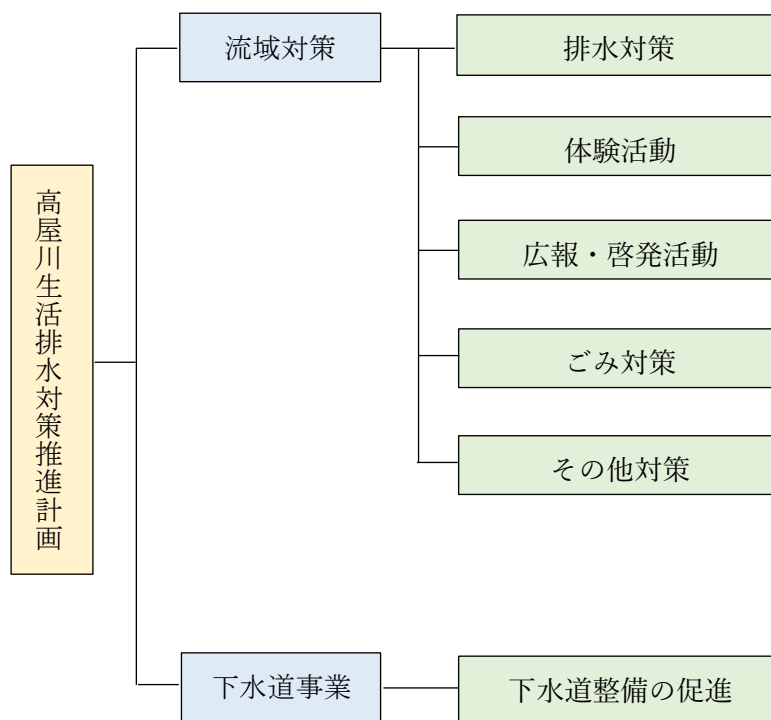 高屋川生活排水対策推進計画
流域対策
排水対策
体験活動
広報・啓発活動
ごみ対策
その他対策
下水道事業
下水道整備の促進